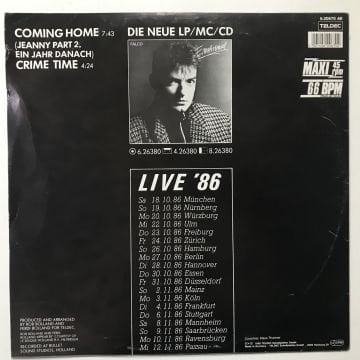 COMING HOME 7:43
(JEANNY PART 2,
EIN JAHR DANACH)
CRIME TIME 4:24
DIE NEUE LP/MC/CD
FALCO
Emotional
6.26380 4.26380 8.26380
6.20675 AE
TELDEC
MAXI 45 rpm
66 BPM
LIVE '86
Sa 18.10.86 München
So 19.10.86 Nürnberg
Mo 20.10.86 Würzburg
Mi 22.10.86 Ulm
Do 23.10.86 Freiburg
Fr 24.10.86 Zürich
So 26.10.86 Hamburg
Mo 27.10.86 Berlin
Di 28.10.86 Hannover
Do 30.10.86 Essen
Fr 31.10.86 Düsseldorf
So 2.11.86 Mainz
Mo 3.11.86 Köln
Di 4.11.86 Frankfurt
Do 6.11.86 Stuttgart
Sa 8.11.86 Mannheim
So 9.11.86 Saarbrücken
Mo 10.11.86 Ravensburg
Mi 12.11.86 Passau
PRODUCED AND ARRANGED
BY ROB BOLLAND AND
FERDI BOLLAND FOR TELDEC.
RECORDED AT BULLET
SOUND STUDIOS, HOLLAND